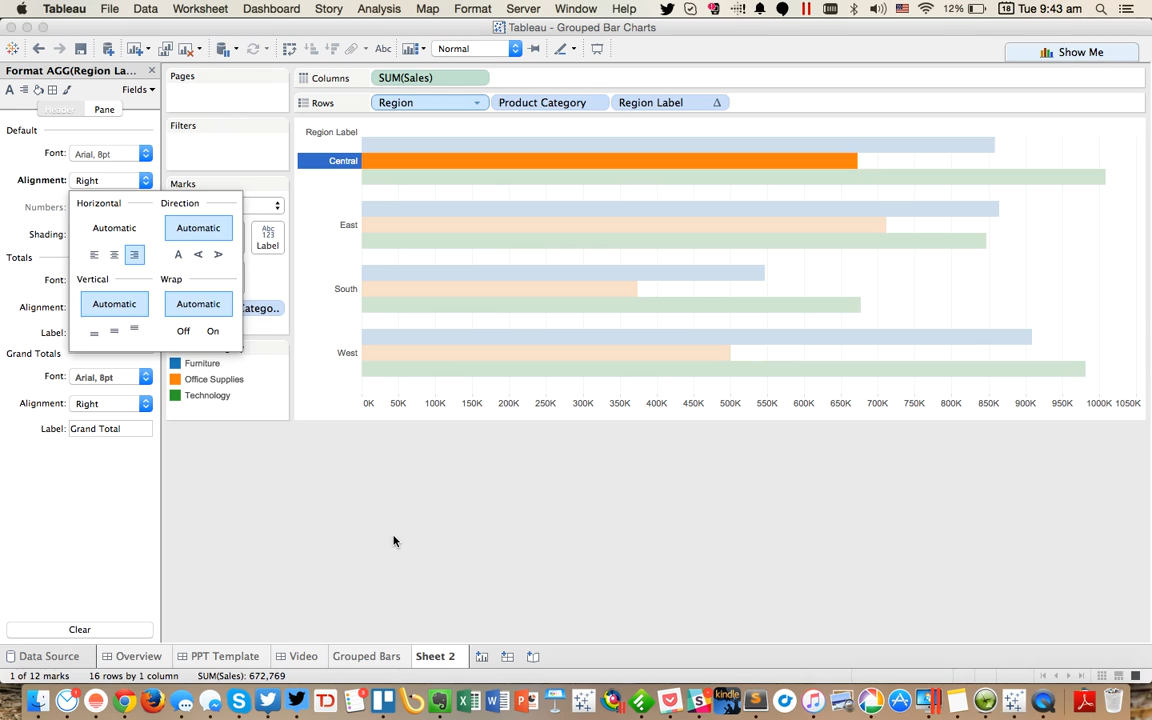 Tableau File Data Worksheet Dashboard Story Analysis Map Format Server Window Help 18 12% Tue 9:43 am
Tableau - Grouped Bar Charts
Abc Normal Show Me
Format AGG(Region La... ×
Fields
Header Pane
Default
Font: Arial, 8pt
Alignment: Right
Numbers:
Shading:
Totals
Font:
Alignment:
Label:
Grand Totals
Font: Arial, 8pt
Alignment: Right
Label: Grand Total
Clear
Horizontal Direction
Automatic Automatic
A A A
Vertical Wrap
Automatic Automatic
Off On
Pages
Filters
Marks
Abc
123
Label
atego..
Furniture
Office Supplies
Technology
Columns SUM(Sales)
Rows Region Product Category Region Label Δ
Region Label
Central
East
South
West
0K 50K 100K 150K 200K 250K 300K 350K 400K 450K 500K 550K 600K 650K 700K 750K 800K 850K 900K 950K 1000K 1050K
Data Source Overview PPT Template Video Grouped Bars Sheet 2
1 of 12 marks 16 rows by 1 column SUM(Sales): 672,769
kindle